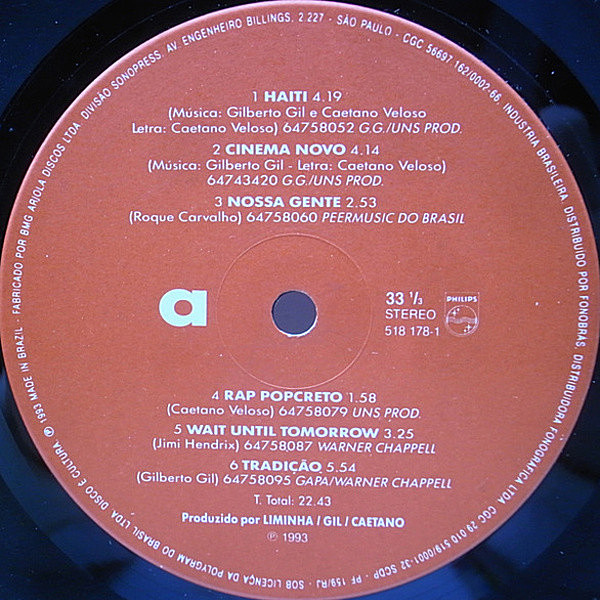 FABRICADO POR BMG ARIOLA DISCOS LTDA. DIVISÃO SONOPRESS, AV. ENGENHEIRO BILLINGS, 2.227 - SÃO PAULO - CGC 56697 162/0002.66, INDUSTRIA BRASILEIRA, DISTRIBUIDO POR FONOBRAS, DISTRIBUIDORA FONOGRAFICA LTDA CGC 29 010 519/0001-32 SCDP - PF 159/RJ - SOB LICENÇA DA POLYGRAM DO BRASIL LTDA. DISCO E CULTURA ℗ 1993 MADE IN BRAZIL -
1 HAITI 4.19
(Música: Gilberto Gil e Caetano Veloso
Letra: Caetano Veloso) 64758052 G.G./UNS PROD.
2 CINEMA NOVO 4.14
(Música: Gilberto Gil - Letra: Caetano Veloso)
64743420 G.G./UNS PROD.
3 NOSSA GENTE 2.53
(Roque Carvalho) 64758060 PEERMUSIC DO BRASIL
a
33 1/3
STEREO
518 178-1
PHILIPS
4 RAP POPCRETO 1.58
(Caetano Veloso) 64758079 UNS PROD.
5 WAIT UNTIL TOMORROW 3.25
(Jimi Hendrix) 64758087 WARNER CHAPPELL
6 TRADIÇÃO 5.54
(Gilberto Gil) 64758095 GAPA/WARNER CHAPPELL
T. Total: 22.43
Produzido por LIMINHA / GIL / CAETANO
℗ 1993